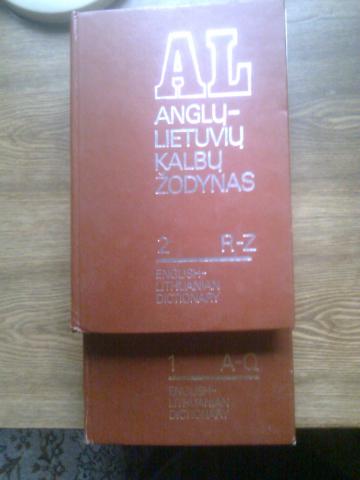 AL
ANGLŲ-
LIETUVIŲ
KALBŲ
ŽODYNAS
2 R-Z
ENGLISH-
LITHUANIAN
DICTIONARY
1 A-Q
ENGLISH-
LITHUANIAN
DICTIONARY